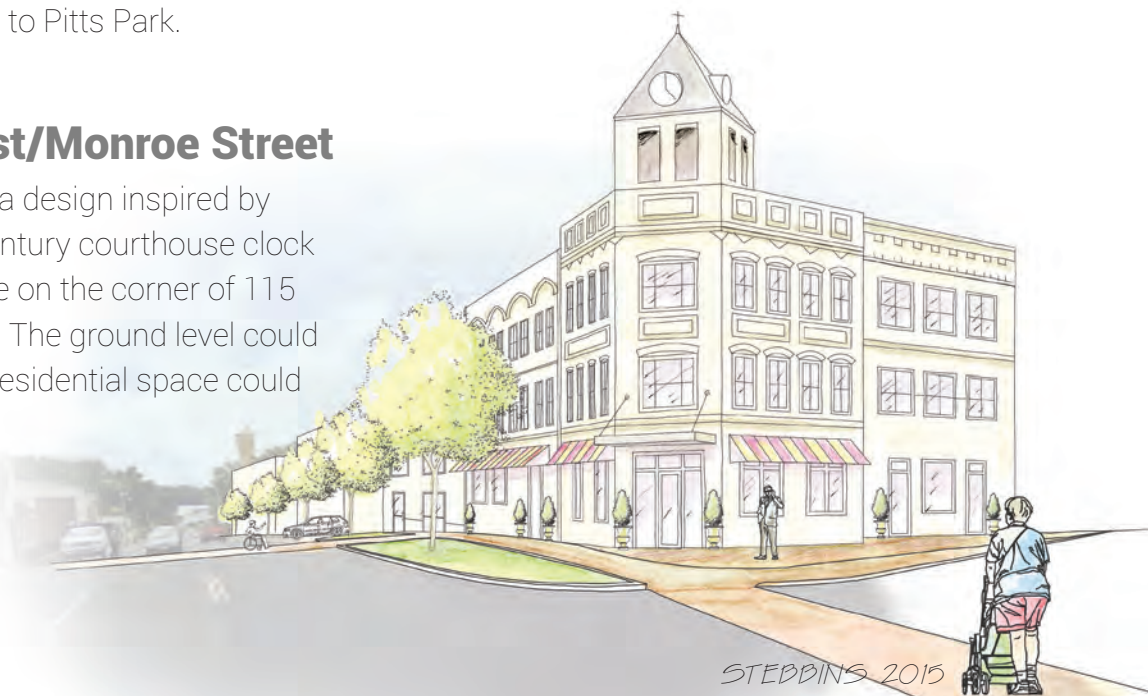 to Pitts Park.
st/Monroe Street
a design inspired by
ntury courthouse clock
e on the corner of 115
The ground level could
esidential space could
STEBBINS 2015